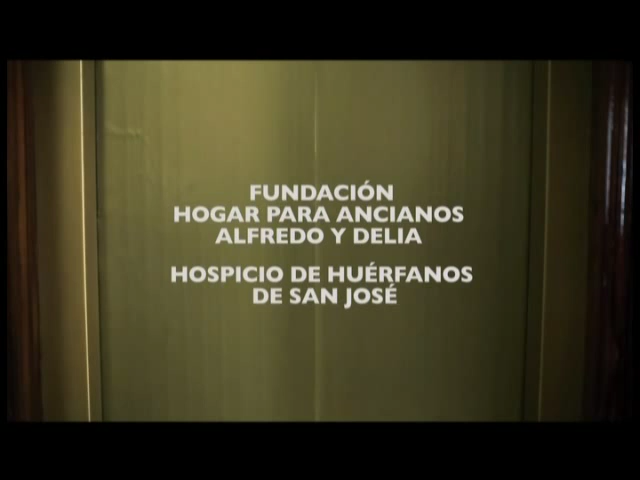 FUNDACIÓN
HOGAR PARA ANCIANOS
ALFREDO Y DELIA
HOSPICIO DE HUÉRFANOS
DE SAN JOSÉ